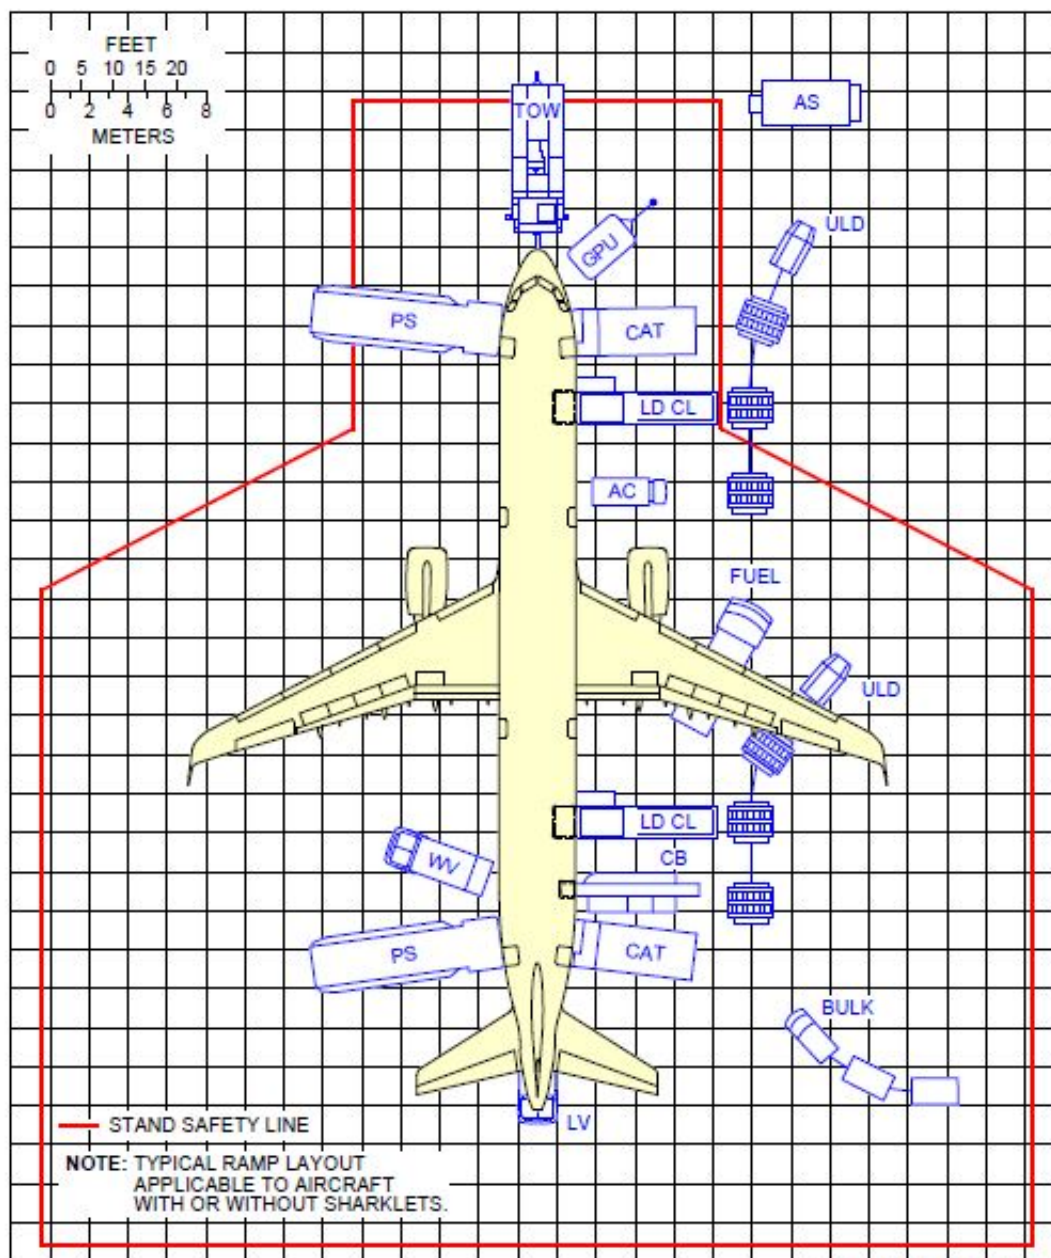 FEET
0 5 10 15 20
0 2 4 6 8
METERS
TOW
AS
ULD
GPU
PS
CAT
LD CL
AC
FUEL
ULD
LD CL
CB
WV
PS
CAT
BULK
LV
STAND SAFETY LINE
NOTE: TYPICAL RAMP LAYOUT
APPLICABLE TO AIRCRAFT
WITH OR WITHOUT SHARKLETS.